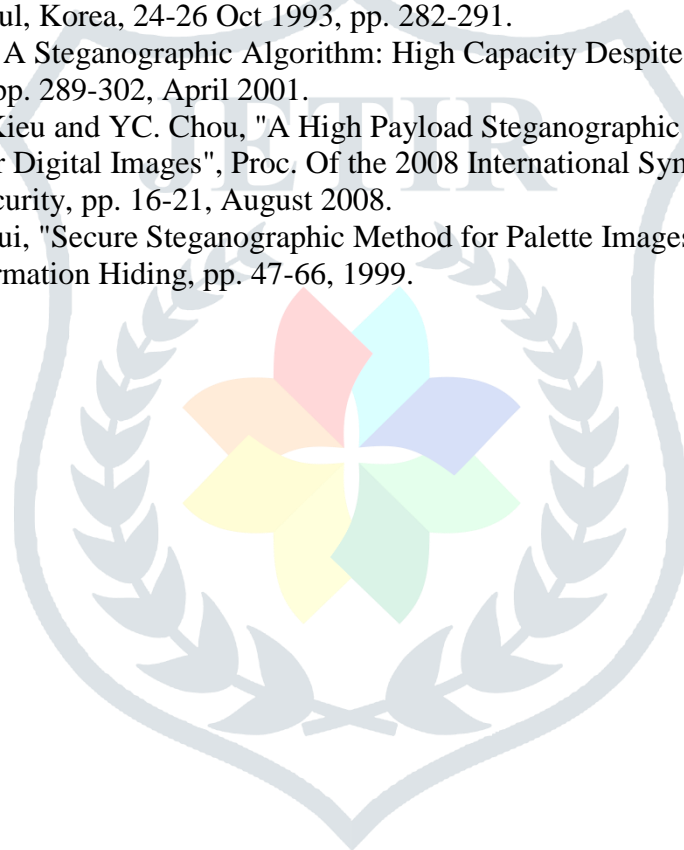 ul, Korea, 24-26 Oct 1993, pp. 282-291.
A Steganographic Algorithm: High Capacity Despite
pp. 289-302, April 2001.
Kieu and YC. Chou, "A High Payload Steganographic
r Digital Images", Proc. Of the 2008 International Sym
curity, pp. 16-21, August 2008.
ui, "Secure Steganographic Method for Palette Images
rmation Hiding, pp. 47-66, 1999.
JETIR